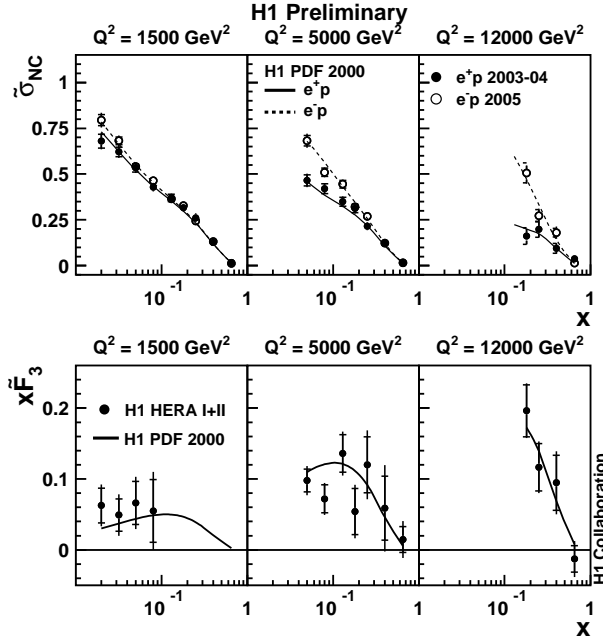 H1 Preliminary
Q² = 1500 GeV² Q² = 5000 GeV² Q² = 12000 GeV²
σ̃_NC
H1 PDF 2000
e⁺p
e⁻p
e⁺p 2003-04
e⁻p 2005
1
0.75
0.5
0.25
0
10⁻¹ 10⁻¹ 10⁻¹ 1
x
Q² = 1500 GeV² Q² = 5000 GeV² Q² = 12000 GeV²
xF̃₃
H1 HERA I+II
H1 PDF 2000
0.2
0.1
0
10⁻¹ 1 10⁻¹ 1 10⁻¹ 1
x
H1 Collaboration